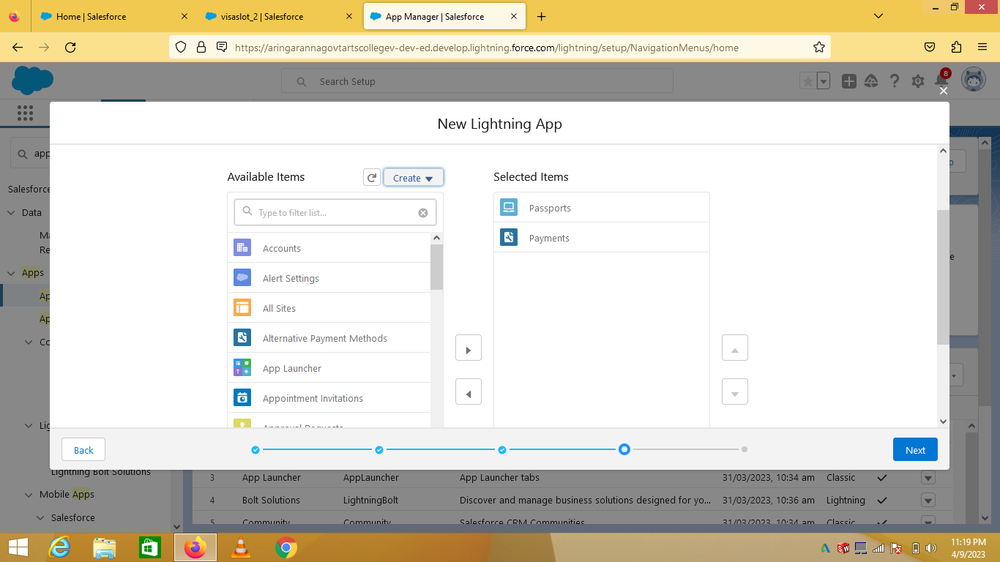 Home | Salesforce
visaslot_2 | Salesforce
App Manager | Salesforce
https://aringarannagovtartscollegev-dev-ed.develop.lightning.force.com/lightning/setup/NavigationMenus/home
Search Setup
8
New Lightning App
app
Salesforce
Data
Ma
Re
Apps
Ap
Ap
Co
Lig
Available Items
Create
Selected Items
Type to filter list...
Accounts
Alert Settings
All Sites
Alternative Payment Methods
App Launcher
Appointment Invitations
Approval Requests
Passports
Payments
p
e
Back
Next
Lightning Bolt Solutions
Mobile Apps
Salesforce
3 App Launcher AppLauncher App Launcher tabs 31/03/2023, 10:34 am Classic
4 Bolt Solutions LightningBolt Discover and manage business solutions designed for yo... 31/03/2023, 10:36 am Lightning
5 Community Community Salesforce CRM Communities 31/03/2023, 10:34 am Classic
11:19 PM
4/9/2023